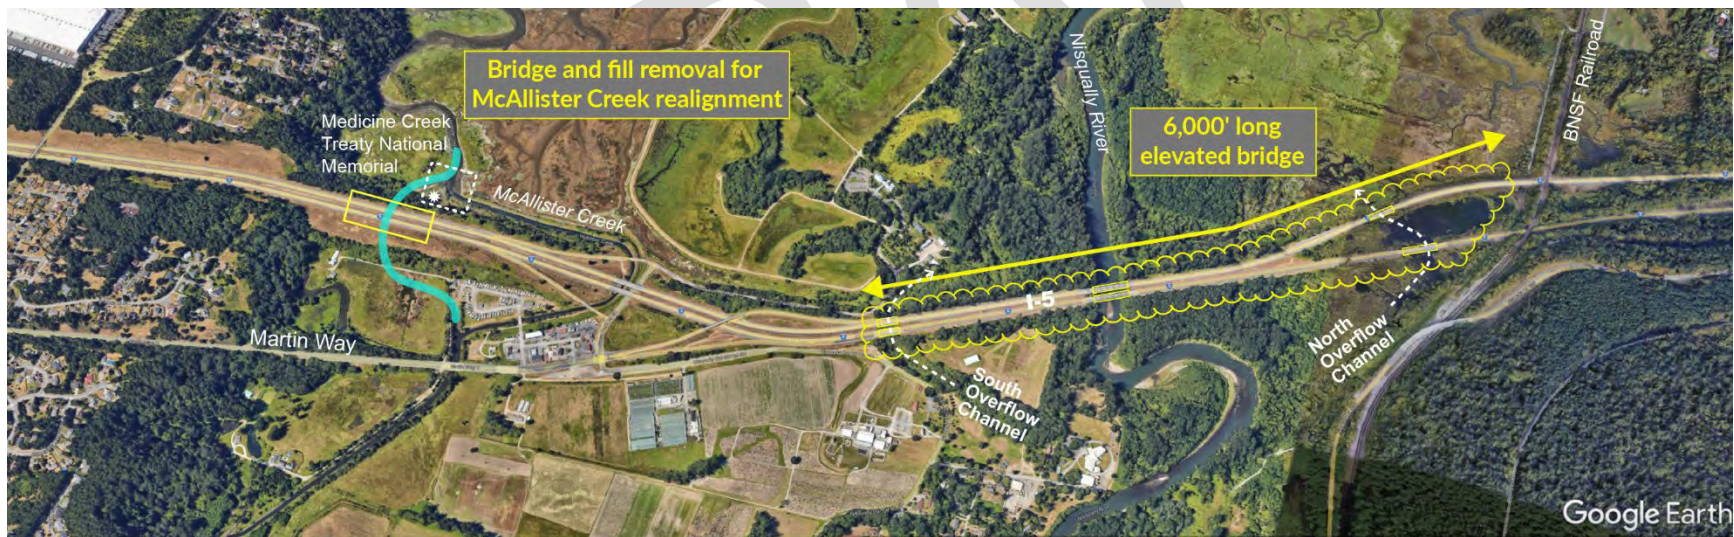 Bridge and fill removal for
McAllister Creek realignment
Medicine Creek
Treaty National
Memorial
McAllister Creek
Nisqually River
6,000' long
elevated bridge
BNSF Railroad
I-5
Martin Way
South
Overflow
Channel
North
Overflow
Channel
Google Earth